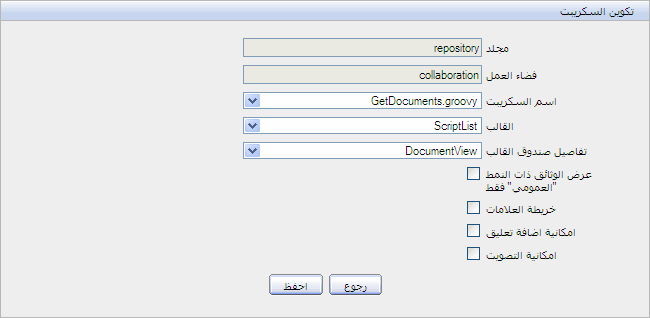 تكوين السكريبت
مجلد repository
فضاء العمل collaboration
اسم السكريبت GetDocuments.groovy
القالب ScriptList
تفاصيل صندوق القالب DocumentView
عرض الوثائق ذات النمط
"العمومي" فقط
خريطة العلامات
امكانية اضافة تعليق
امكانية التصويت
رجوع احفظ